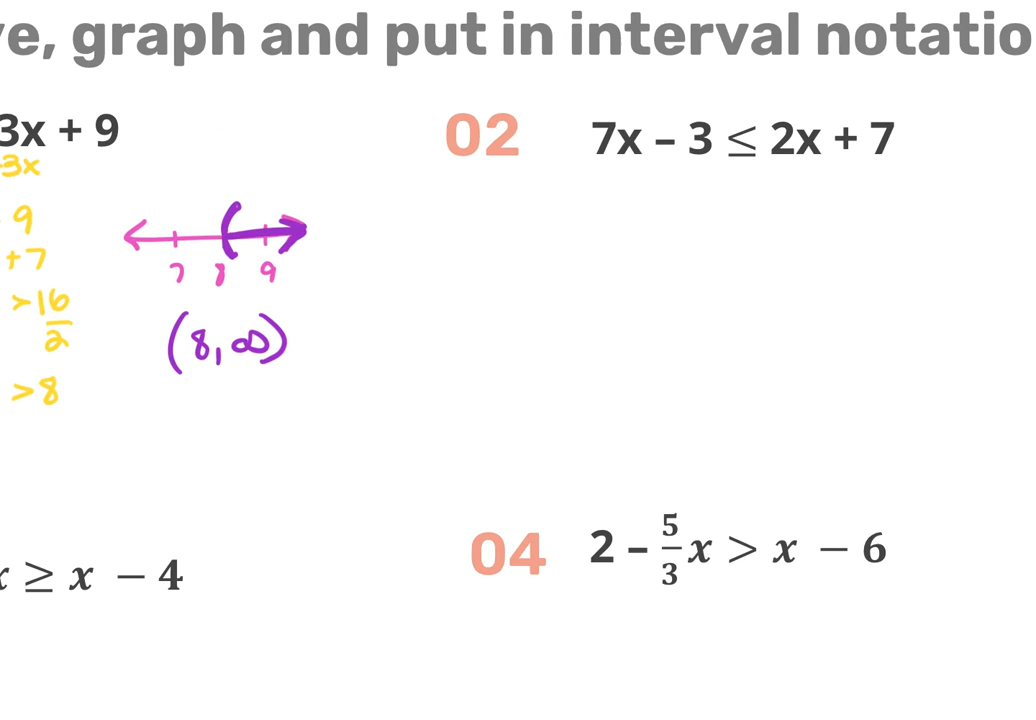 e, graph and put in interval notatio
3x + 9
3x
9
+7
>16
2
>8
7 8 9
(8, ∞)
02 7x – 3 ≤ 2x + 7
x ≥ x − 4
04 2 – 5/3 x > x − 6